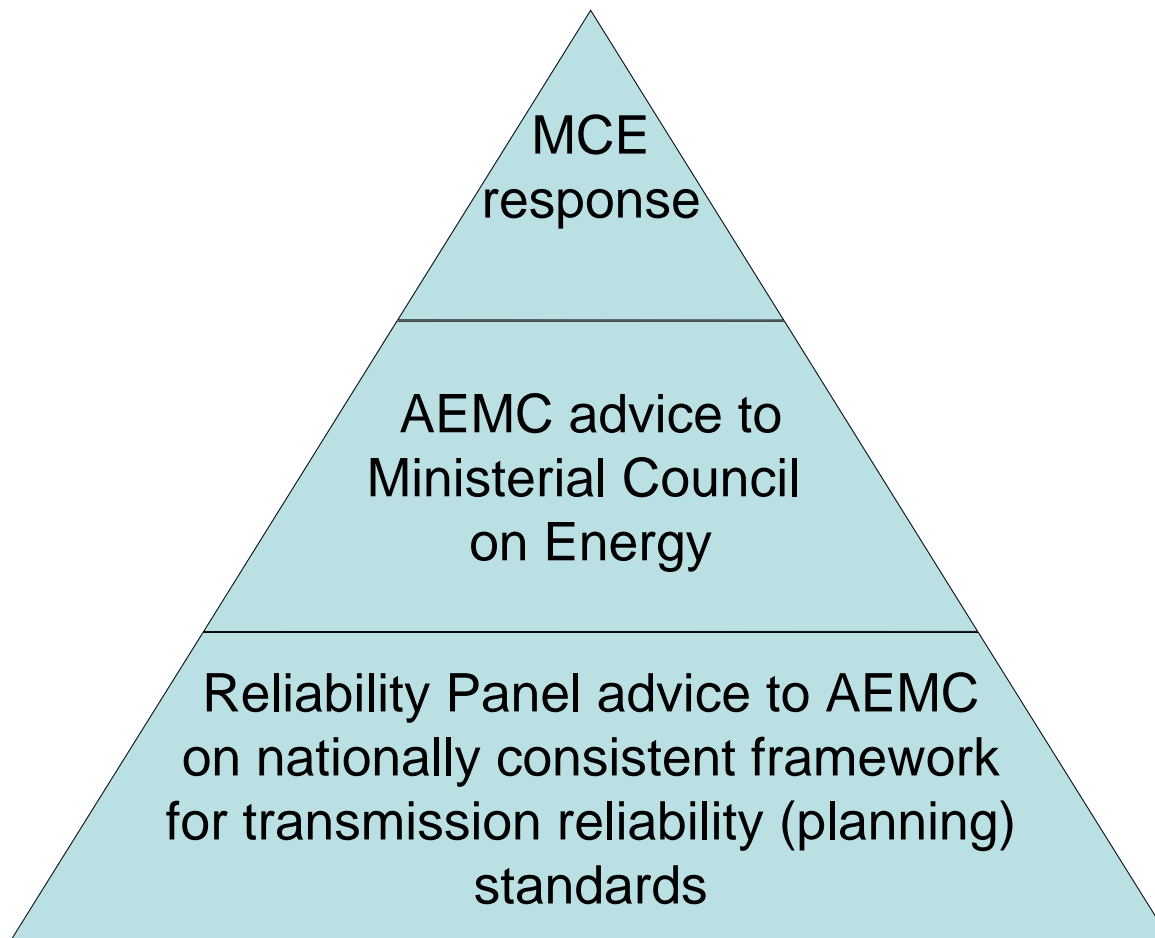 MCE
response
AEMC advice to
Ministerial Council
on Energy
Reliability Panel advice to AEMC
on nationally consistent framework
for transmission reliability (planning)
standards